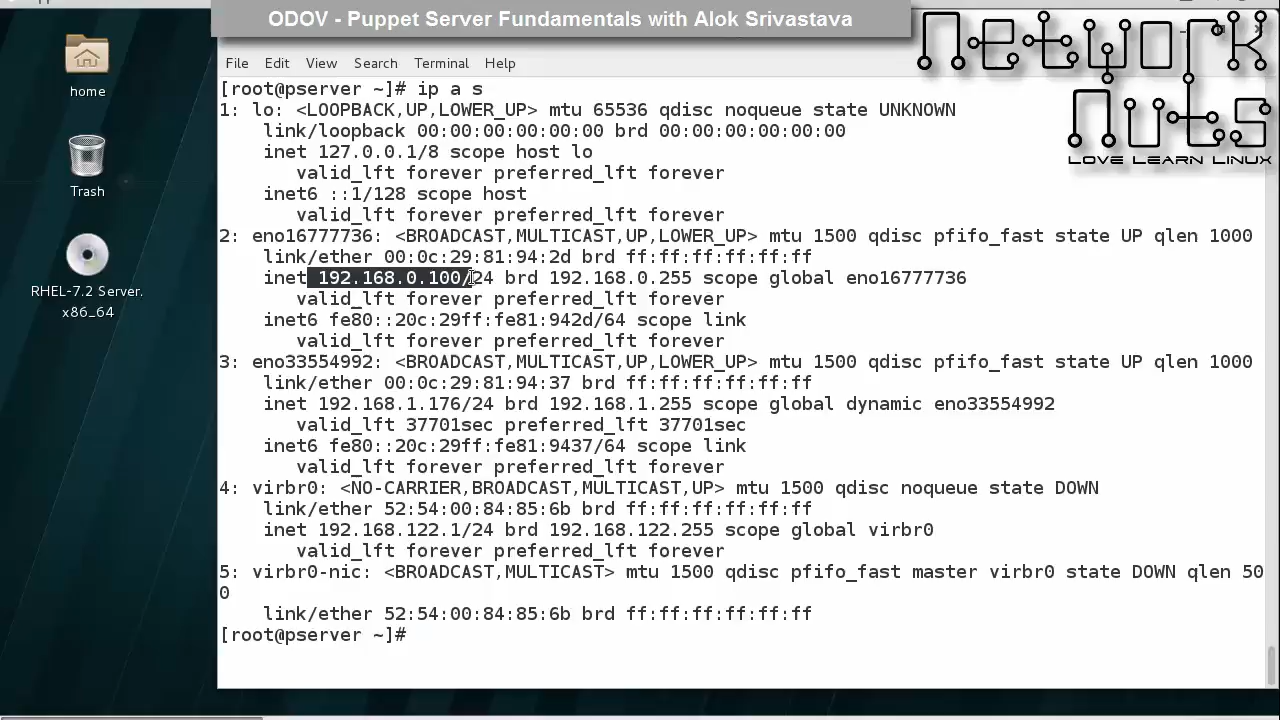 ODOV - Puppet Server Fundamentals with Alok Srivastava
Network
Nuts
LOVE LEARN LINUX
home
Trash
RHEL-7.2 Server.
x86_64
File Edit View Search Terminal Help
[root@pserver ~]# ip a s
1: lo: <LOOPBACK,UP,LOWER_UP> mtu 65536 qdisc noqueue state UNKNOWN
link/loopback 00:00:00:00:00:00 brd 00:00:00:00:00:00
inet 127.0.0.1/8 scope host lo
valid_lft forever preferred_lft forever
inet6 ::1/128 scope host
valid_lft forever preferred_lft forever
2: eno16777736: <BROADCAST,MULTICAST,UP,LOWER_UP> mtu 1500 qdisc pfifo_fast state UP qlen 1000
link/ether 00:0c:29:81:94:2d brd ff:ff:ff:ff:ff:ff
inet 192.168.0.100/24 brd 192.168.0.255 scope global eno16777736
valid_lft forever preferred_lft forever
inet6 fe80::20c:29ff:fe81:942d/64 scope link
valid_lft forever preferred_lft forever
3: eno33554992: <BROADCAST,MULTICAST,UP,LOWER_UP> mtu 1500 qdisc pfifo_fast state UP qlen 1000
link/ether 00:0c:29:81:94:37 brd ff:ff:ff:ff:ff:ff
inet 192.168.1.176/24 brd 192.168.1.255 scope global dynamic eno33554992
valid_lft 37701sec preferred_lft 37701sec
inet6 fe80::20c:29ff:fe81:9437/64 scope link
valid_lft forever preferred_lft forever
4: virbr0: <NO-CARRIER,BROADCAST,MULTICAST,UP> mtu 1500 qdisc noqueue state DOWN
link/ether 52:54:00:84:85:6b brd ff:ff:ff:ff:ff:ff
inet 192.168.122.1/24 brd 192.168.122.255 scope global virbr0
valid_lft forever preferred_lft forever
5: virbr0-nic: <BROADCAST,MULTICAST> mtu 1500 qdisc pfifo_fast master virbr0 state DOWN qlen 50
0
link/ether 52:54:00:84:85:6b brd ff:ff:ff:ff:ff:ff
[root@pserver ~]#